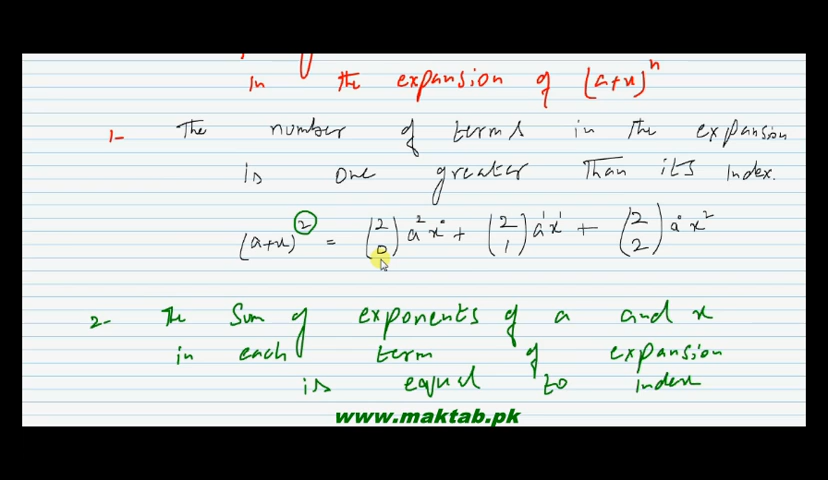 in the expansion of (a+x)^n
1- The number of terms in the expansion
is one greater than its index.
(a+x)^2 = (2 0) a^2 x^0 + (2 1) a^1 x^1 + (2 2) a^0 x^2
2- The Sum of exponents of a and x
in each term of expansion
is equal to index
www.maktab.pk